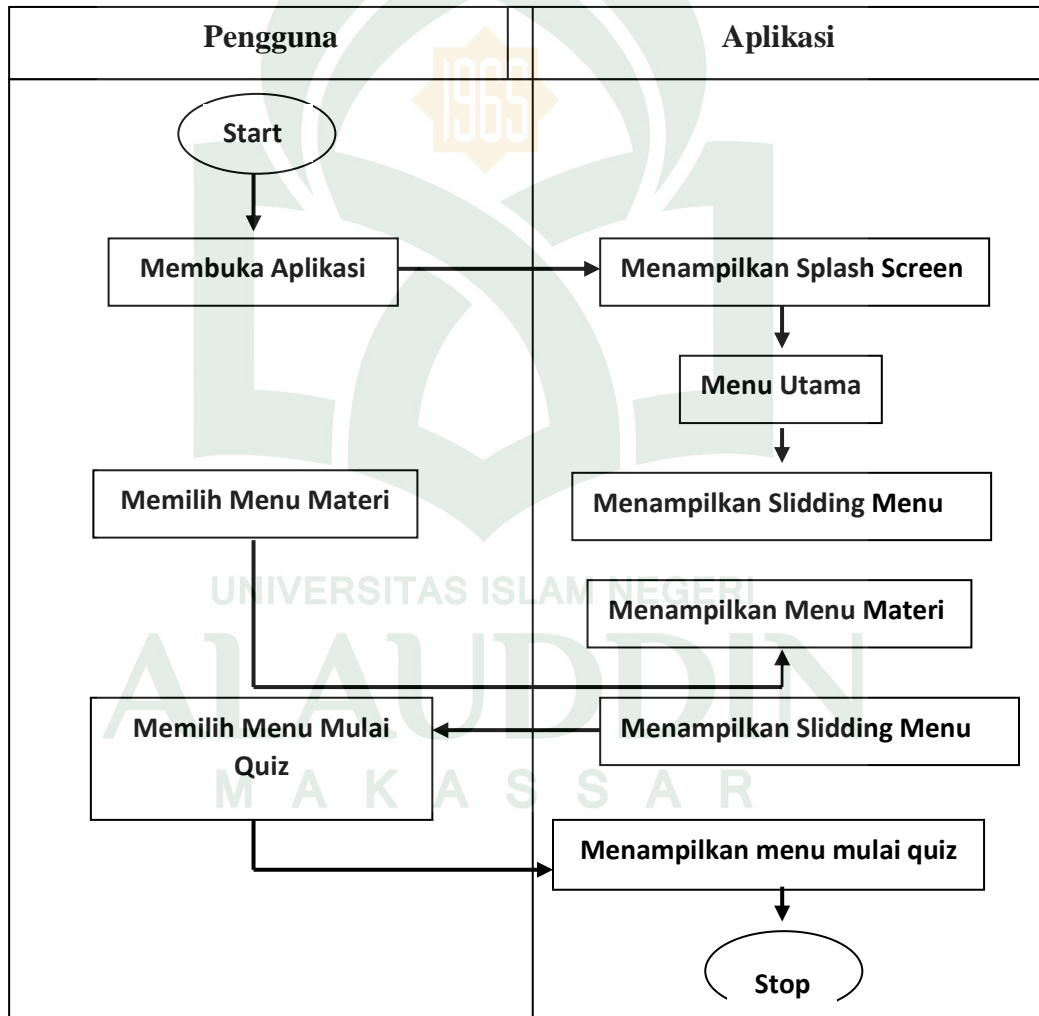 Pengguna
Aplikasi
1965
Start
Membuka Aplikasi
Menampilkan Splash Screen
Menu Utama
Memilih Menu Materi
Menampilkan Slidding Menu
UNIVERSITAS ISLAM NEGERI
Menampilkan Menu Materi
ALAUDDIN
Memilih Menu Mulai
Quiz
Menampilkan Slidding Menu
MAKASSAR
Menampilkan menu mulai quiz
Stop